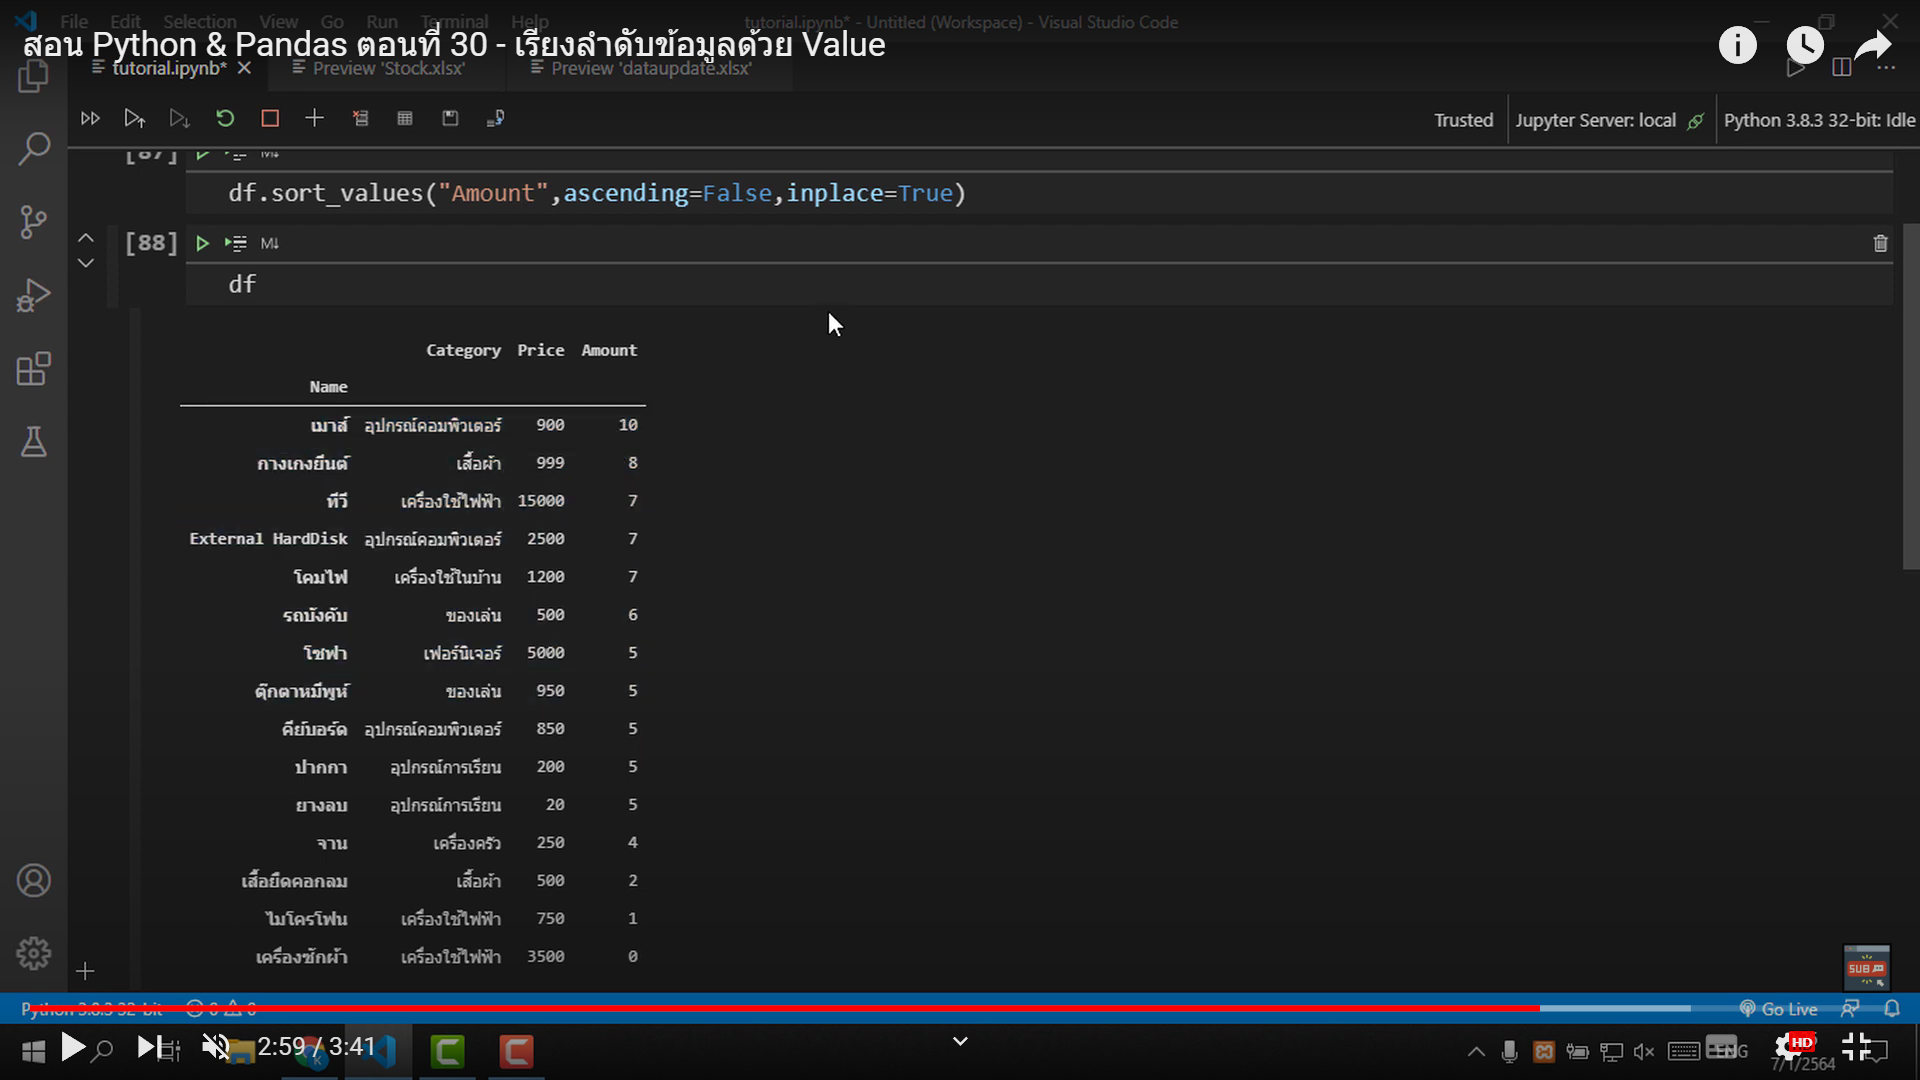 File Edit Selection View Go Run Terminal Help tutorial.ipynb* - Untitled (Workspace) - Visual Studio Code
สอน Python & Pandas ตอนที่ 30 - เรียงลำดับข้อมูลด้วย Value
tutorial.ipynb* Preview 'Stock.xlsx' Preview 'dataupdate.xlsx'
Trusted Jupyter Server: local Python 3.8.3 32-bit: Idle
[87] M↓
df.sort_values("Amount",ascending=False,inplace=True)
[88] M↓
df
Category Price Amount
Name
เมาส์ อุปกรณ์คอมพิวเตอร์ 900 10
กางเกงยีนต์ เสื้อผ้า 999 8
ทีวี เครื่องใช้ไฟฟ้า 15000 7
External HardDisk อุปกรณ์คอมพิวเตอร์ 2500 7
โคมไฟ เครื่องใช้ในบ้าน 1200 7
รถบังคับ ของเล่น 500 6
โซฟา เฟอร์นิเจอร์ 5000 5
ตุ๊กตาหมีพูห์ ของเล่น 950 5
คีย์บอร์ด อุปกรณ์คอมพิวเตอร์ 850 5
ปากกา อุปกรณ์การเรียน 200 5
ยางลบ อุปกรณ์การเรียน 20 5
จาน เครื่องครัว 250 4
เสื้อยืดคอกลม เสื้อผ้า 500 2
ไมโครโฟน เครื่องใช้ไฟฟ้า 750 1
เครื่องซักผ้า เครื่องใช้ไฟฟ้า 3500 0
SUB
Python 3.8.3 32-bit 0 0 Go Live
2:59 / 3:41 ENG HD
7/1/2564